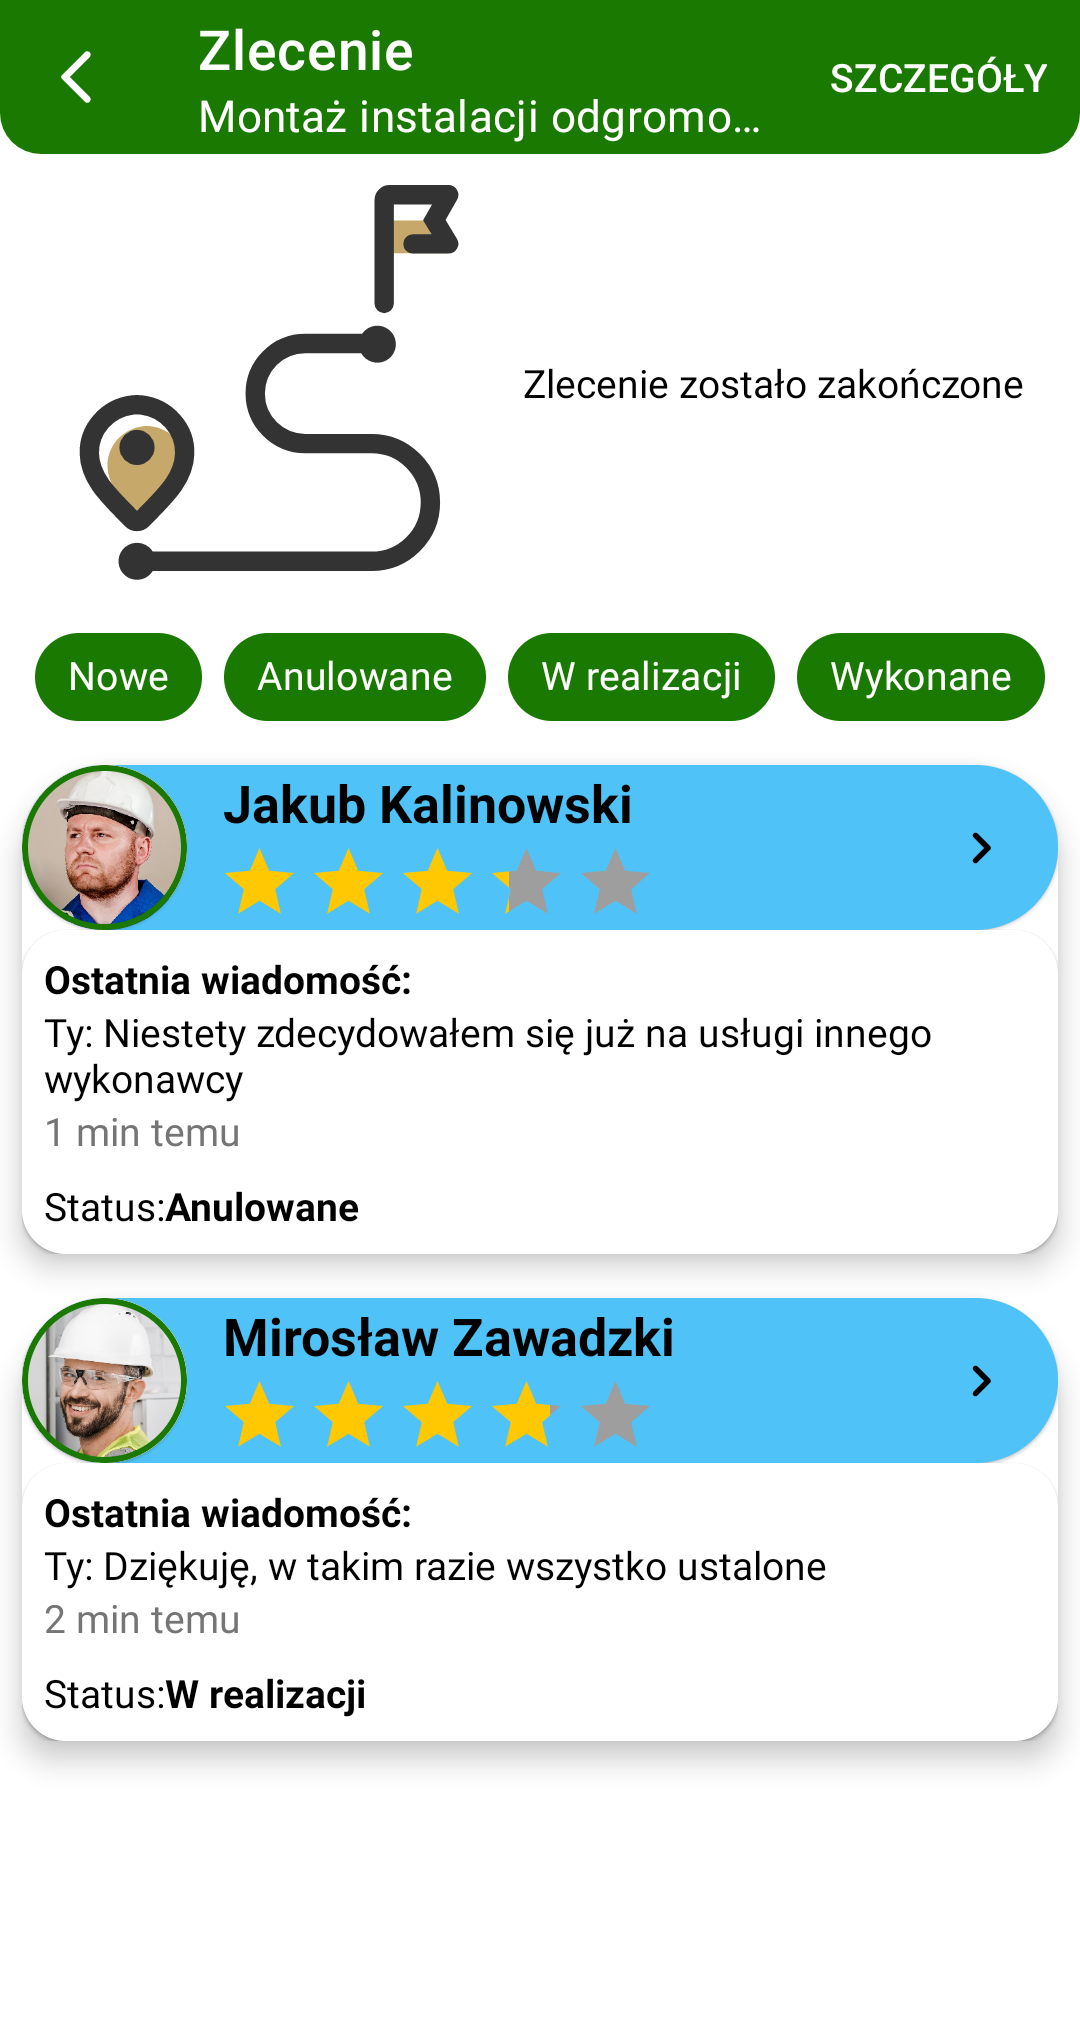 Zlecenie
Montaż instalacji odgromo...
SZCZEGÓŁY
Zlecenie zostało zakończone
Nowe
Anulowane
W realizacji
Wykonane
Jakub Kalinowski
Ostatnia wiadomość:
Ty: Niestety zdecydowałem się już na usługi innego
wykonawcy
1 min temu
Status:Anulowane
Mirosław Zawadzki
Ostatnia wiadomość:
Ty: Dziękuję, w takim razie wszystko ustalone
2 min temu
Status:W realizacji